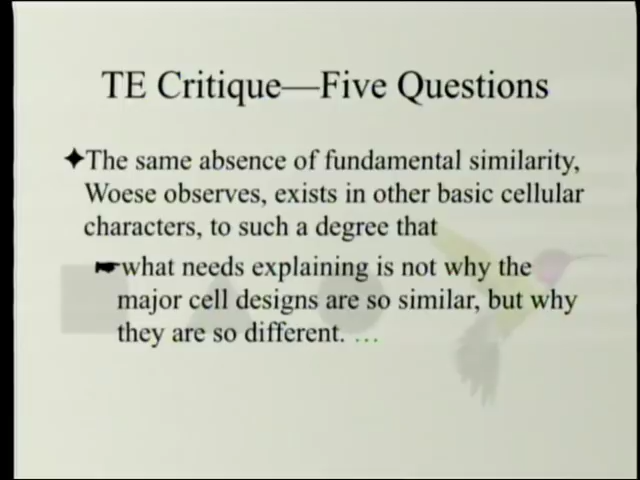 TE Critique—Five Questions
✦The same absence of fundamental similarity,
Woese observes, exists in other basic cellular
characters, to such a degree that
☛what needs explaining is not why the
major cell designs are so similar, but why
they are so different. …